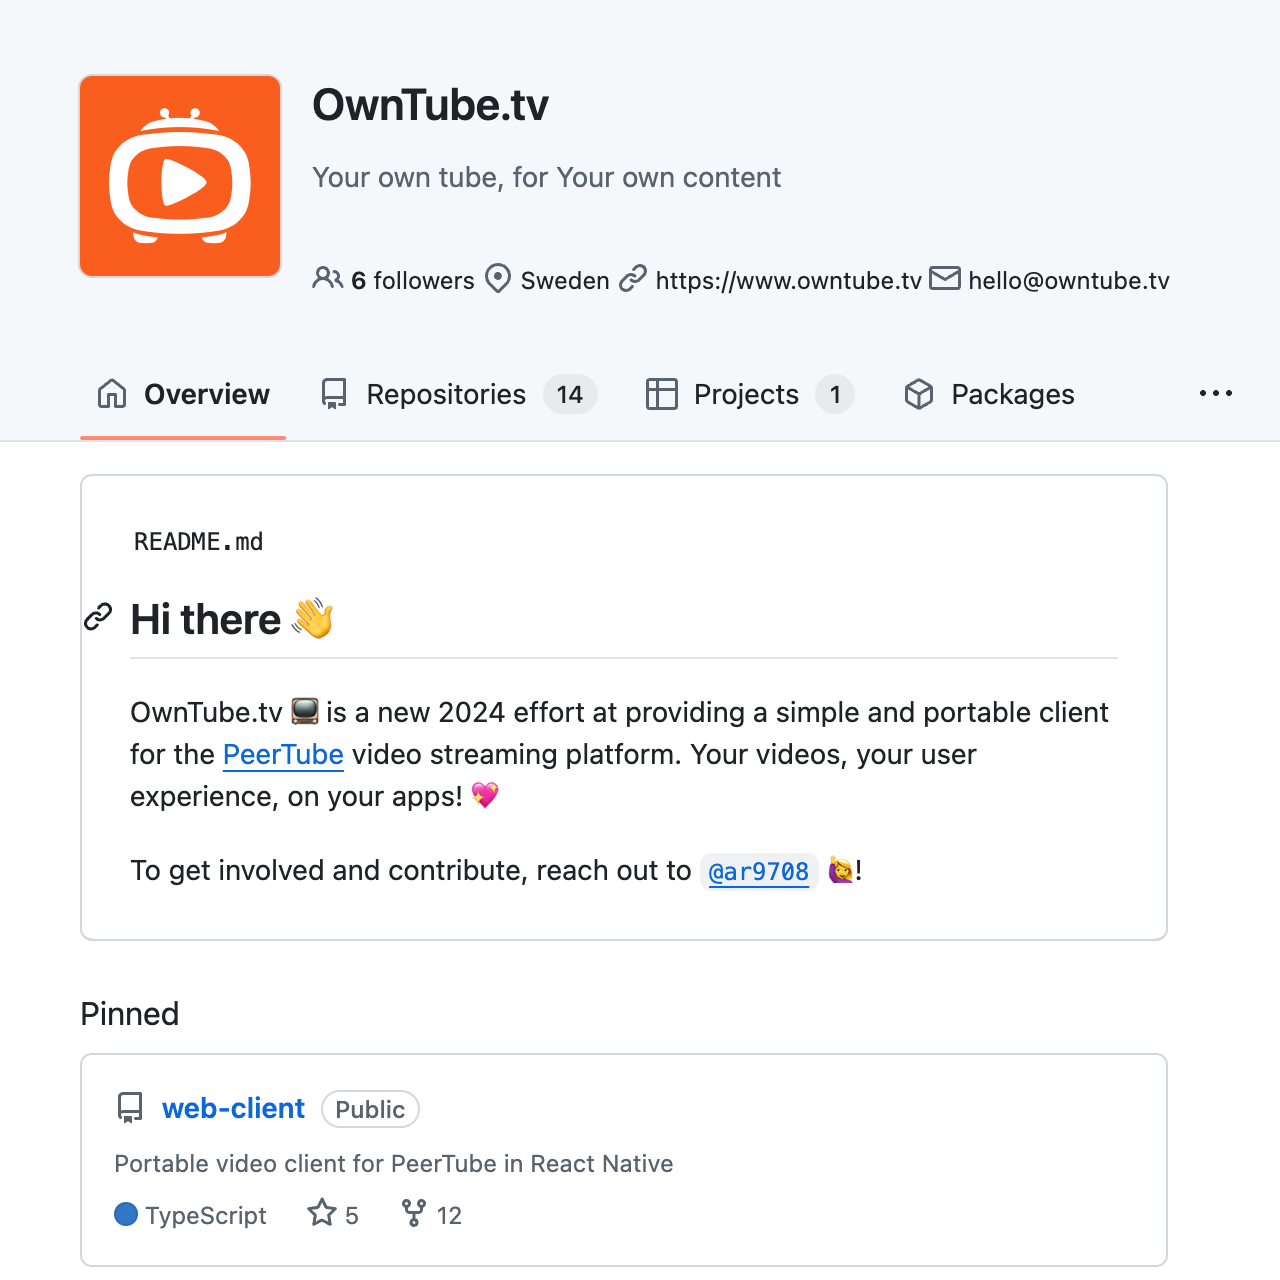 OwnTube.tv
Your own tube, for Your own content
6 followers Sweden https://www.owntube.tv hello@owntube.tv
Overview Repositories 14 Projects 1 Packages
README.md
Hi there 👋
OwnTube.tv 📺 is a new 2024 effort at providing a simple and portable client
for the PeerTube video streaming platform. Your videos, your user
experience, on your apps! 💖
To get involved and contribute, reach out to @ar9708 🙋‍♀️!
Pinned
web-client Public
Portable video client for PeerTube in React Native
TypeScript 5 12